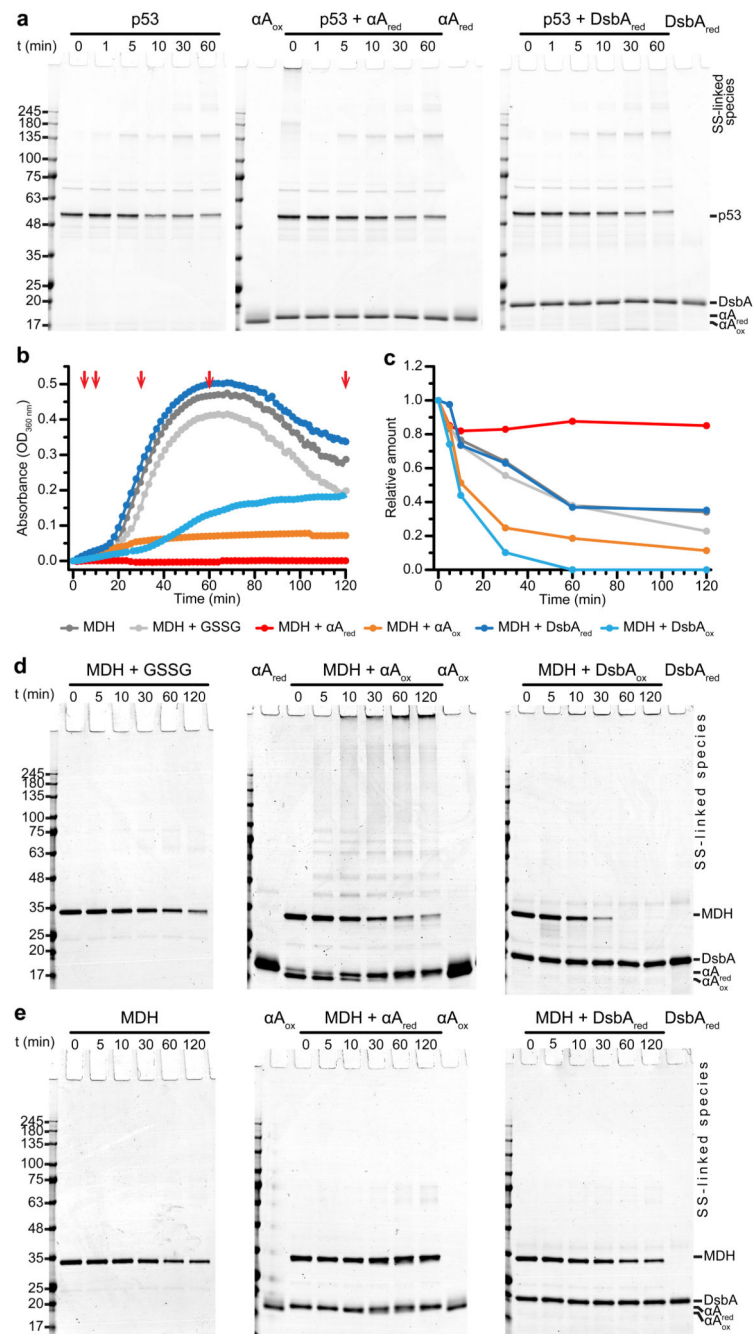 a
p53 αAox p53 + αAred αAred p53 + DsbAred DsbAred
t (min) 0 1 5 10 30 60 0 1 5 10 30 60 0 1 5 10 30 60
SS-linked species
245
180
135
100
75
63
48
35
25
20
17
p53
DsbA
αA
αAred
αAox
b
Absorbance (OD360 nm)
0.5
0.4
0.3
0.2
0.1
0.0
0 20 40 60 80 100 120
Time (min)
c
Relative amount
1.2
1.0
0.8
0.6
0.4
0.2
0.0
0 20 40 60 80 100 120
Time (min)
MDH MDH + GSSG MDH + αAred MDH + αAox MDH + DsbAred MDH + DsbAox
d
MDH + GSSG αAred MDH + αAox αAox MDH + DsbAox DsbAred
t (min) 0 5 10 30 60 120 0 5 10 30 60 120 0 5 10 30 60 120
SS-linked species
245
180
135
100
75
63
48
35
25
20
17
MDH
DsbA
αAred
αAox
e
MDH αAox MDH + αAred αAox MDH + DsbAred DsbAred
t (min) 0 5 10 30 60 120 0 5 10 30 60 120 0 5 10 30 60 120
SS-linked species
245
180
135
100
75
63
48
35
25
20
17
MDH
DsbA
αAred
αAox